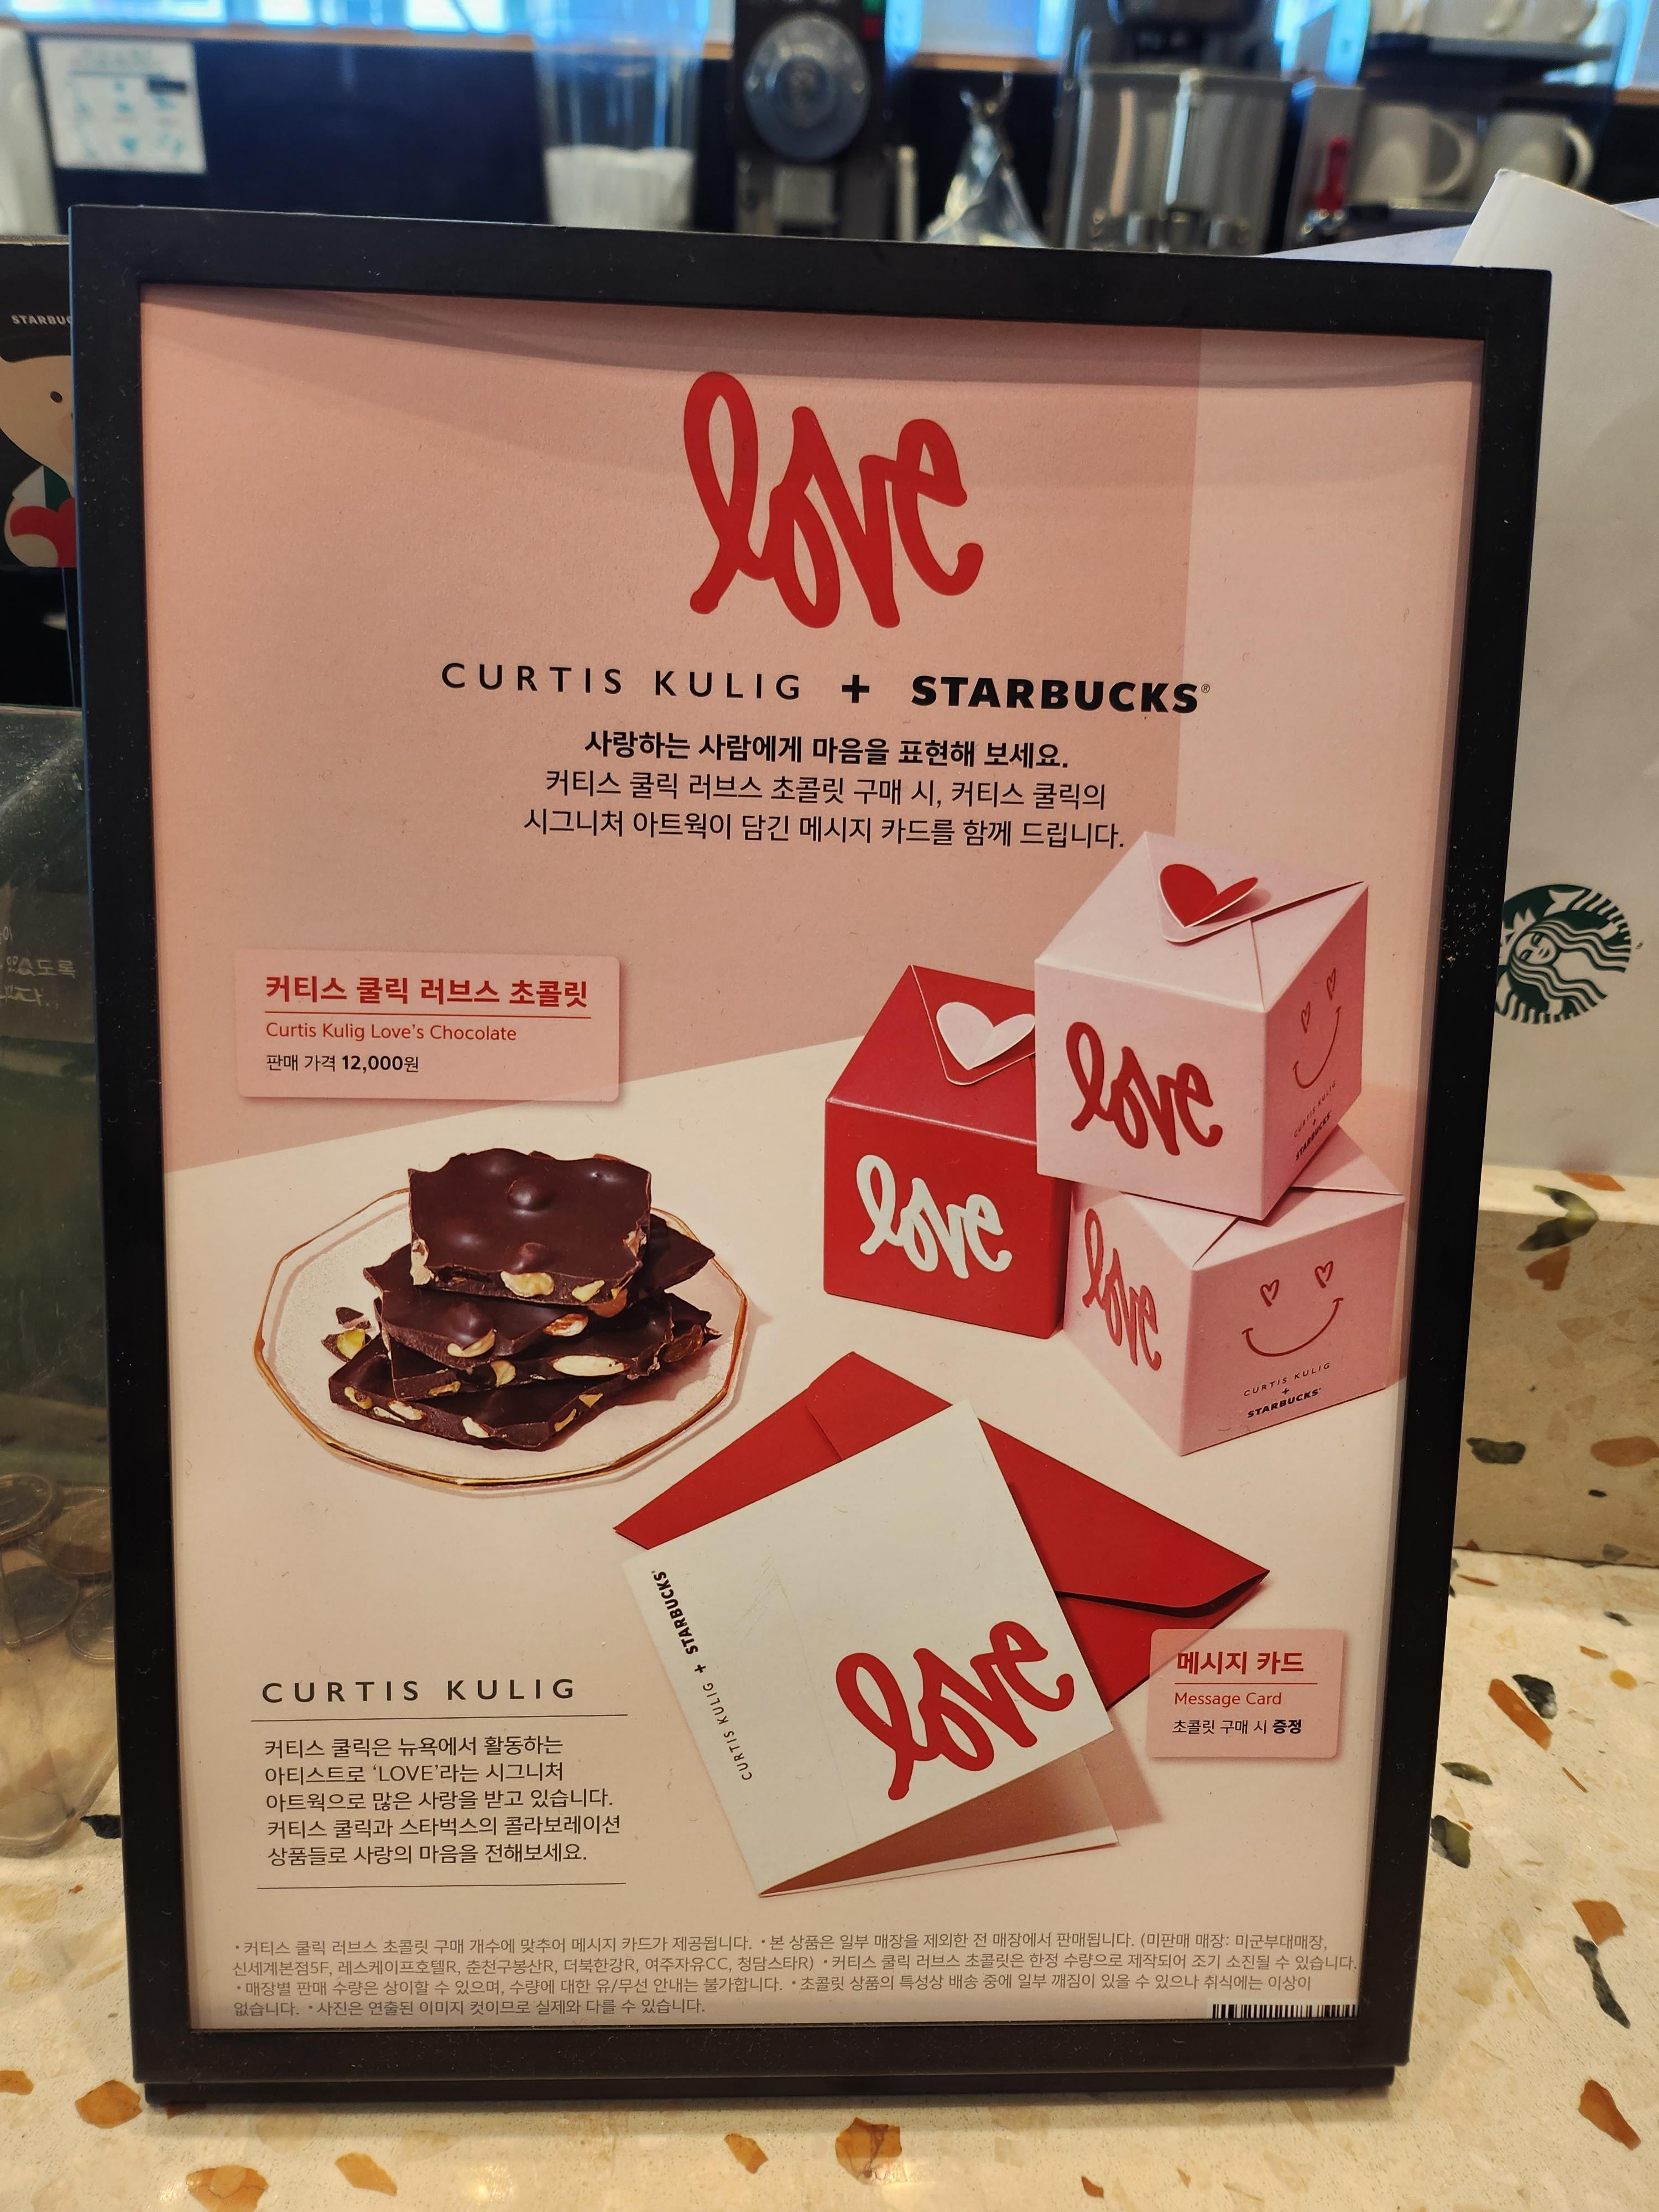 STARBUC
love
CURTIS KULIG + STARBUCKS®
사랑하는 사람에게 마음을 표현해 보세요.
커티스 쿨릭 러브스 초콜릿 구매 시, 커티스 쿨릭의
시그니처 아트웍이 담긴 메시지 카드를 함께 드립니다.
커티스 쿨릭 러브스 초콜릿
Curtis Kulig Love's Chocolate
판매 가격 12,000원
love
CURTIS KULIG
+
STARBUCKS
love
love
CURTIS KULIG
+
STARBUCKS
love
CURTIS KULIG + STARBUCKS
메시지 카드
Message Card
초콜릿 구매 시 증정
CURTIS KULIG
커티스 쿨릭은 뉴욕에서 활동하는
아티스트로 ‘LOVE’라는 시그니처
아트웍으로 많은 사랑을 받고 있습니다.
커티스 쿨릭과 스타벅스의 콜라보레이션
상품들로 사랑의 마음을 전해보세요.
•커티스 쿨릭 러브스 초콜릿 구매 개수에 맞추어 메시지 카드가 제공됩니다. •본 상품은 일부 매장을 제외한 전 매장에서 판매됩니다. (미판매 매장: 미군부대매장,
신세계본점5F, 레스케이프호텔R, 춘천구봉산R, 더북한강R, 여주자유CC, 청담스타R) •커티스 쿨릭 러브스 초콜릿은 한정 수량으로 제작되어 조기 소진될 수 있습니다.
•매장별 판매 수량은 상이할 수 있으며, 수량에 대한 유/무선 안내는 불가합니다. •초콜릿 상품의 특성상 배송 중에 일부 깨짐이 있을 수 있으나 취식에는 이상이
없습니다. •사진은 연출된 이미지 컷이므로 실제와 다를 수 있습니다.